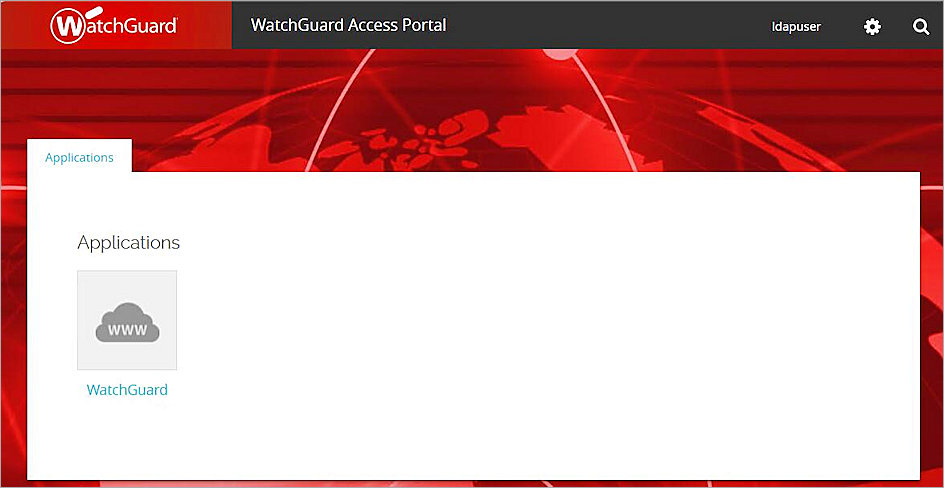 WatchGuard
WatchGuard Access Portal
ldapuser
Applications
Applications
WWW
WatchGuard